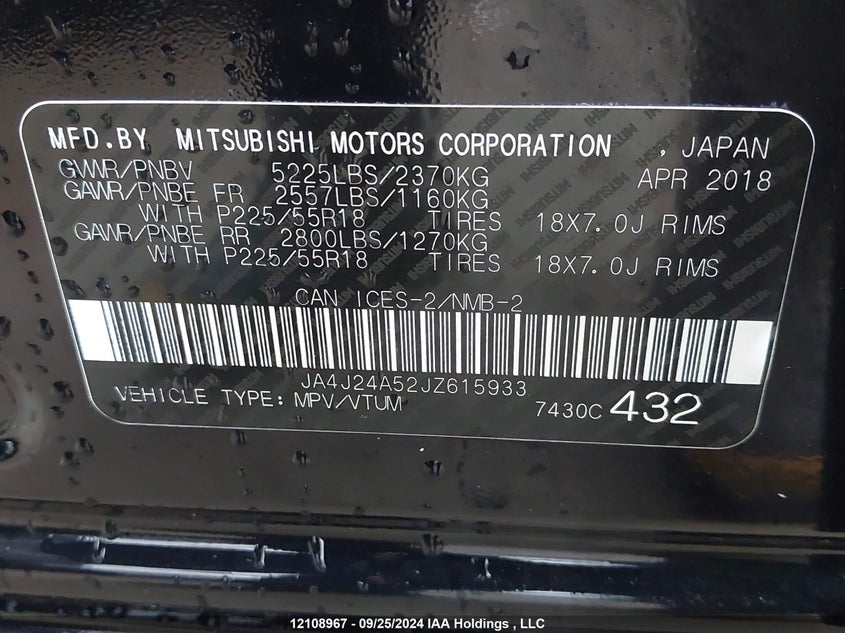 MFD.BY MITSUBISHI MOTORS CORPORATION , JAPAN
GVWR/PNBV 5225LBS/2370KG APR 2018
GAWR/PNBE FR 2557LBS/1160KG
WITH P225/55R18 TIRES 18X7.0J RIMS
GAWR/PNBE RR 2800LBS/1270KG
WITH P225/55R18 TIRES 18X7.0J RIMS
CAN ICES-2/NMB-2
JA4J24A52JZ615933
VEHICLE TYPE: MPV/VTUM 7430C 432
12108967 - 09/25/2024 IAA Holdings , LLC